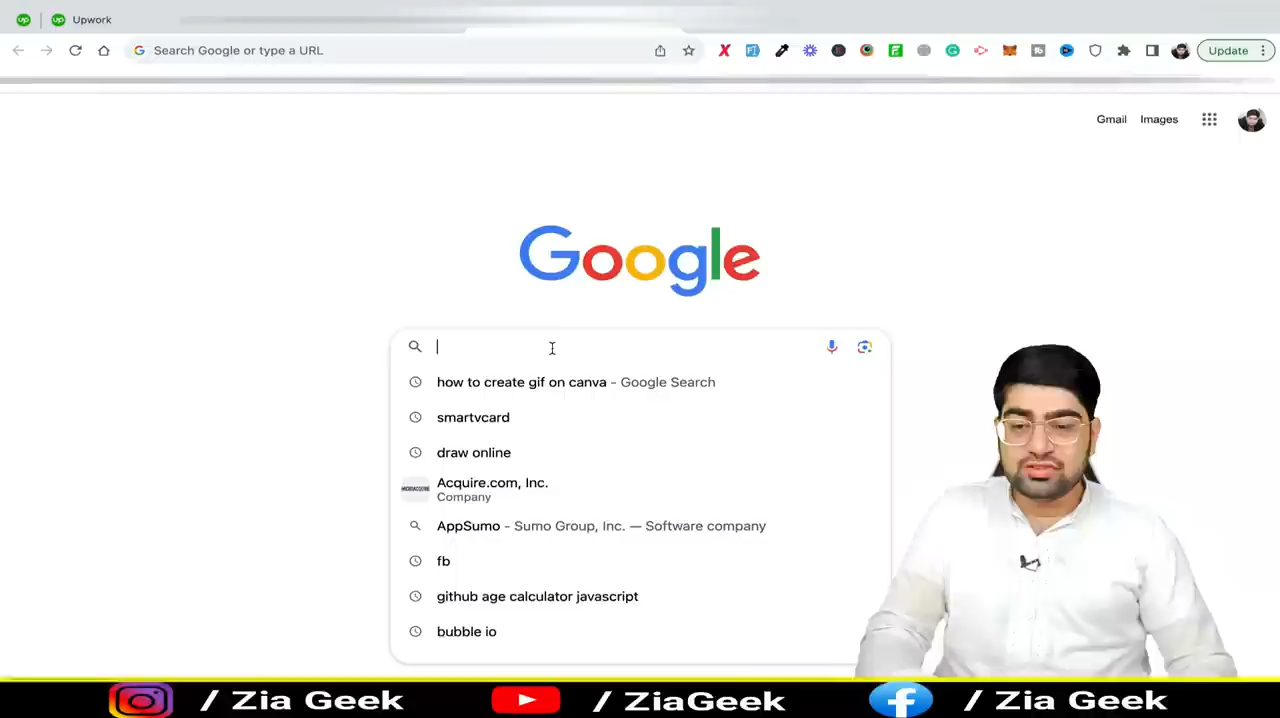 Upwork
Search Google or type a URL
Update
Gmail Images
Google
how to create gif on canva - Google Search
smartvcard
draw online
Acquire.com, Inc.
Company
AppSumo - Sumo Group, Inc. — Software company
fb
github age calculator javascript
bubble io
/ Zia Geek / ZiaGeek / Zia Geek